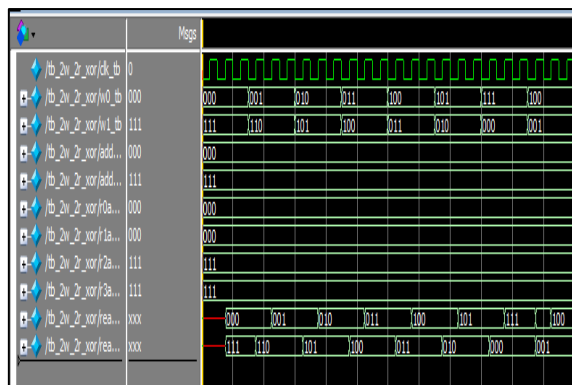 Msgs
/tb_2w_2r_xor/clk_tb 0
/tb_2w_2r_xor/w0_tb 000 000 001 010 011 100 101 111 100
/tb_2w_2r_xor/w1_tb 111 111 110 101 100 011 010 000 001
/tb_2w_2r_xor/add... 000 000
/tb_2w_2r_xor/add... 111 111
/tb_2w_2r_xor/r0a... 000 000
/tb_2w_2r_xor/r1a... 000 000
/tb_2w_2r_xor/r2a... 111 111
/tb_2w_2r_xor/r3a... 111 111
/tb_2w_2r_xor/rea... xxx 000 001 010 011 100 101 111 100
/tb_2w_2r_xor/rea... xxx 111 110 101 100 011 010 000 001